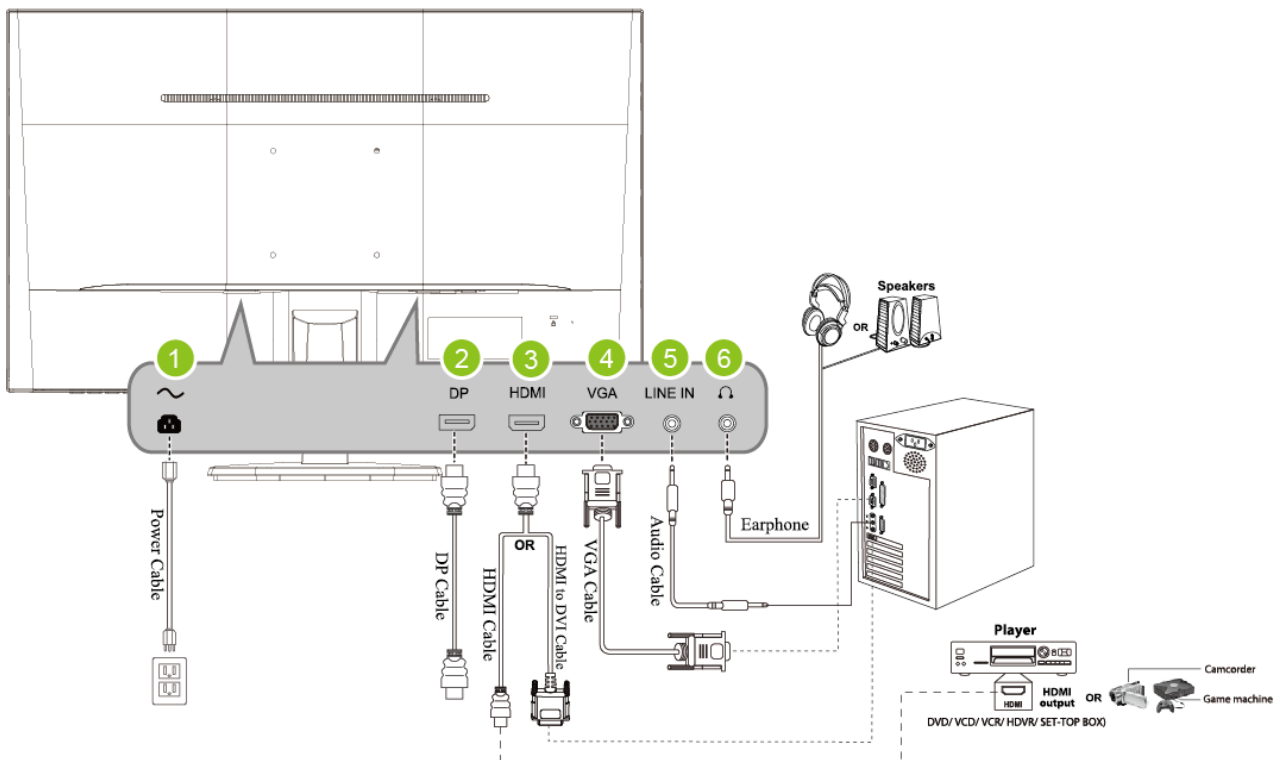 Speakers
OR
1
2
3
4
5
6
DP
HDMI
VGA
LINE IN
Power Cable
DP Cable
HDMI Cable
OR
HDMI to DVI Cable
VGA Cable
Audio Cable
Earphone
Player
HDMI
HDMI
output
OR
Camcorder
Game machine
DVD/ VCD/ VCR/ HDVR/ SET-TOP BOX)